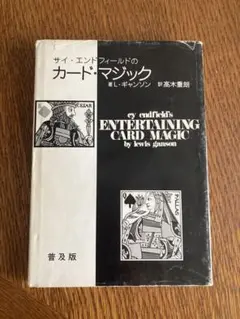 サイ・エンドフィールドの
カード・マジック
著L・ギャンソン 訳高木重朗
cy endfield's
ENTERTAINING
CARD MAGIC
by lewis ganson
普及版